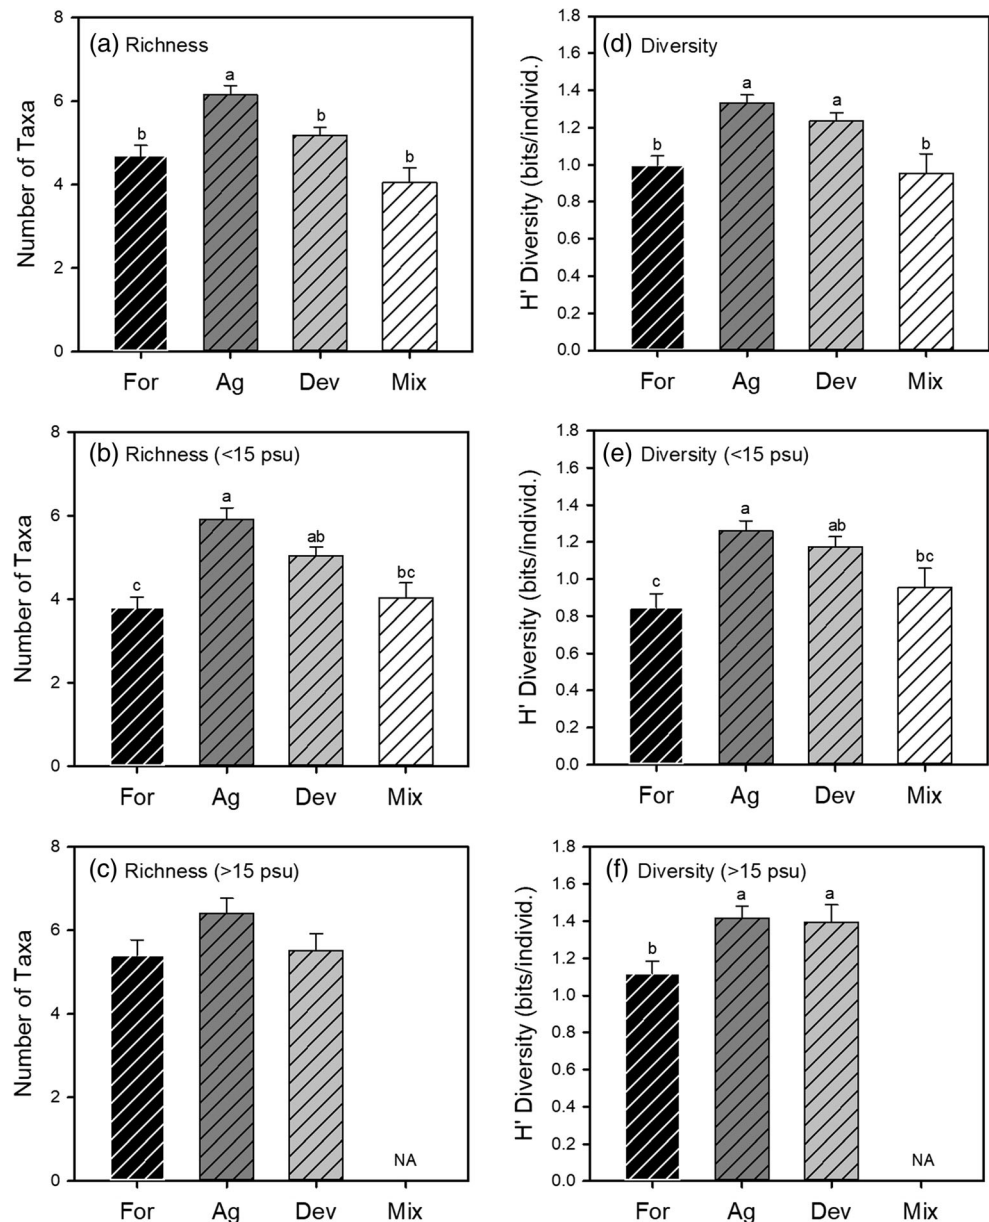 (a) Richness
Number of Taxa
8
6
4
2
0
b
a
b
b
For Ag Dev Mix
(d) Diversity
H' Diversity (bits/individ.)
1.8
1.6
1.4
1.2
1.0
0.8
0.6
0.4
0.2
0.0
b
a
a
b
For Ag Dev Mix
(b) Richness (<15 psu)
Number of Taxa
8
6
4
2
0
c
a
ab
bc
For Ag Dev Mix
(e) Diversity (<15 psu)
H' Diversity (bits/individ.)
1.8
1.6
1.4
1.2
1.0
0.8
0.6
0.4
0.2
0.0
c
a
ab
bc
For Ag Dev Mix
(c) Richness (>15 psu)
Number of Taxa
8
6
4
2
0
NA
For Ag Dev Mix
(f) Diversity (>15 psu)
H' Diversity (bits/individ.)
1.8
1.6
1.4
1.2
1.0
0.8
0.6
0.4
0.2
0.0
b
a
a
NA
For Ag Dev Mix